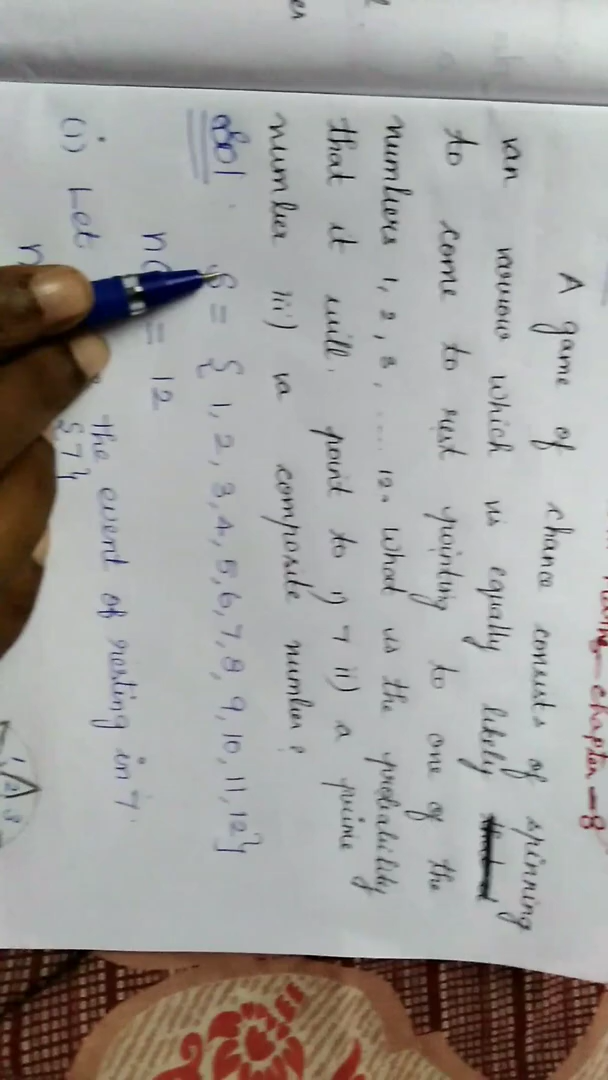 chapter - 8
A game of chance consists of spinning
an arrow which is equally likely
to come to rest pointing to one of the
numbers 1, 2, 3, .... 12. What is the probability
that it will point to i) 7 ii) a prime
number iii) a composite number?
Sol.
S = { 1, 2, 3, 4, 5, 6, 7, 8, 9, 10, 11, 12}
= 12
(i) Let the event of resting in 7.
{7}